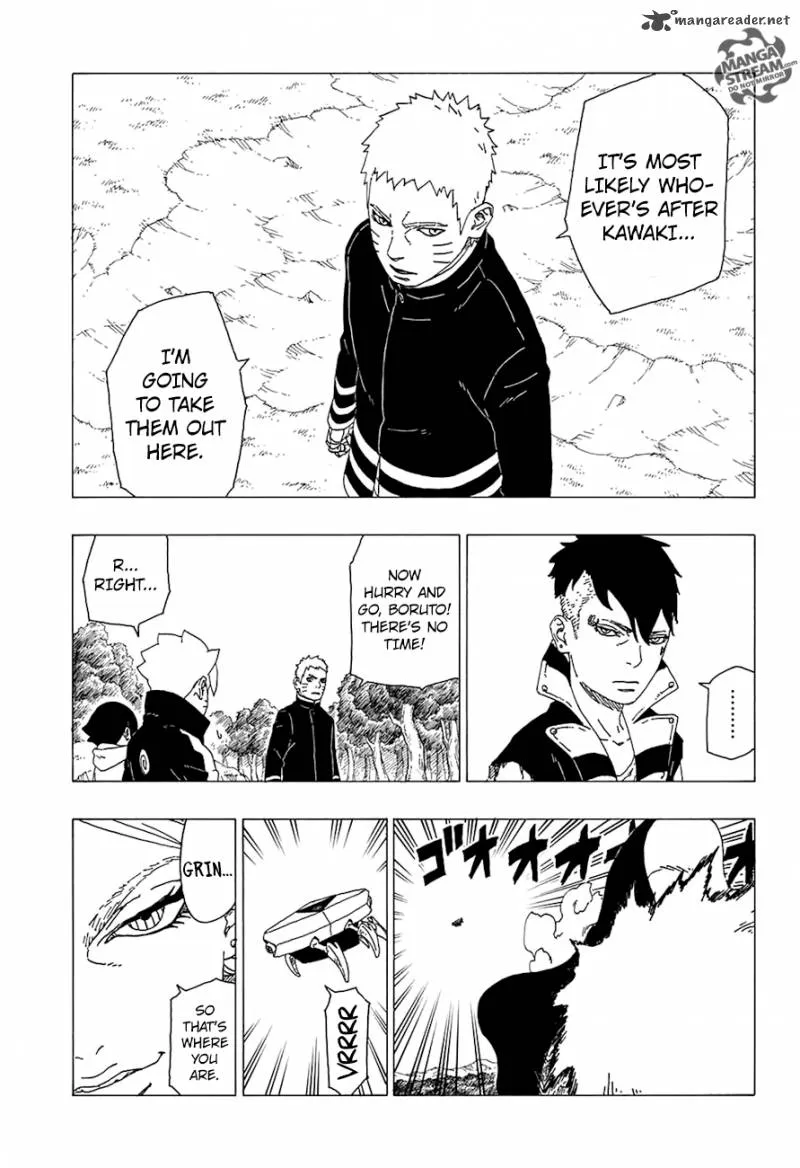 mangareader.net
MANGA
STREAM.com
DO NOT MIRROR
IT'S MOST
LIKELY WHO-
EVER'S AFTER
KAWAKI...
I'M
GOING
TO TAKE
THEM OUT
HERE.
.........
NOW
HURRY AND
GO, BORUTO!
THERE'S NO
TIME!
R...
RIGHT...
ゴオオオオ
VRRRR
GRIN...
SO
THAT'S
WHERE
YOU
ARE.